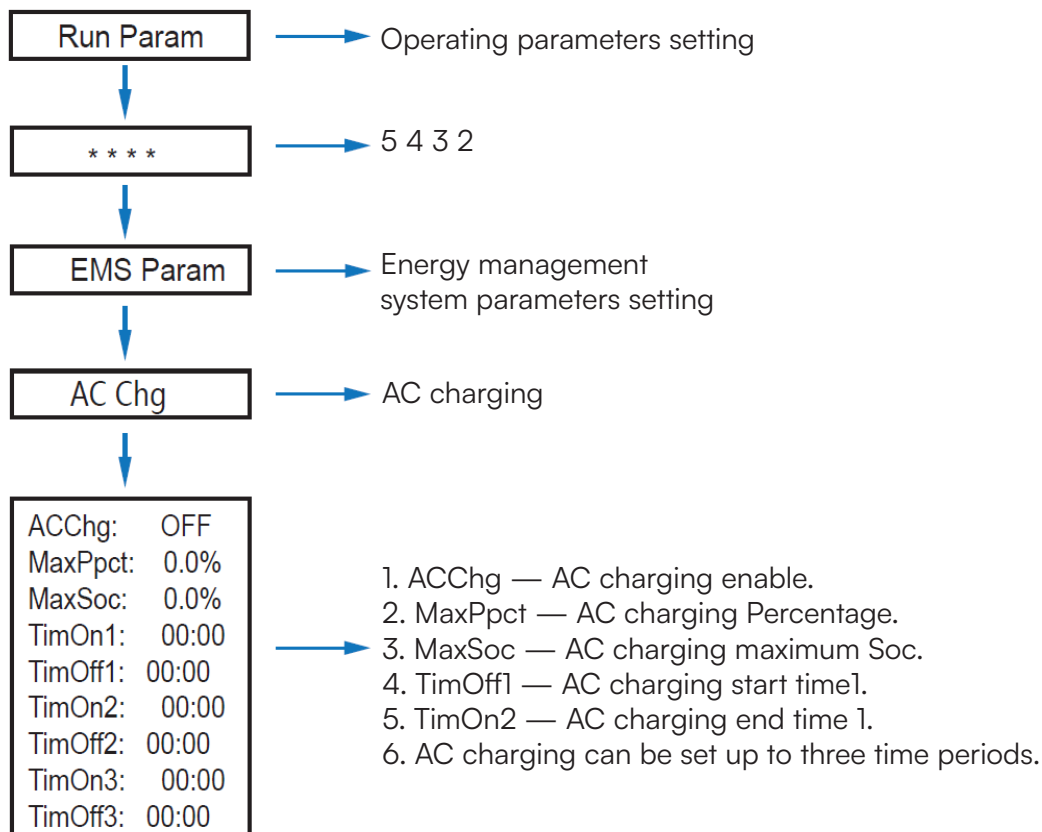 Run Param
Operating parameters setting
* * * *
5 4 3 2
EMS Param
Energy management
system parameters setting
AC Chg
AC charging
ACChg: OFF
MaxPpct: 0.0%
MaxSoc: 0.0%
TimOn1: 00:00
TimOff1: 00:00
TimOn2: 00:00
TimOff2: 00:00
TimOn3: 00:00
TimOff3: 00:00
1. ACChg — AC charging enable.
2. MaxPpct — AC charging Percentage.
3. MaxSoc — AC charging maximum Soc.
4. TimOff1 — AC charging start time1.
5. TimOn2 — AC charging end time 1.
6. AC charging can be set up to three time periods.